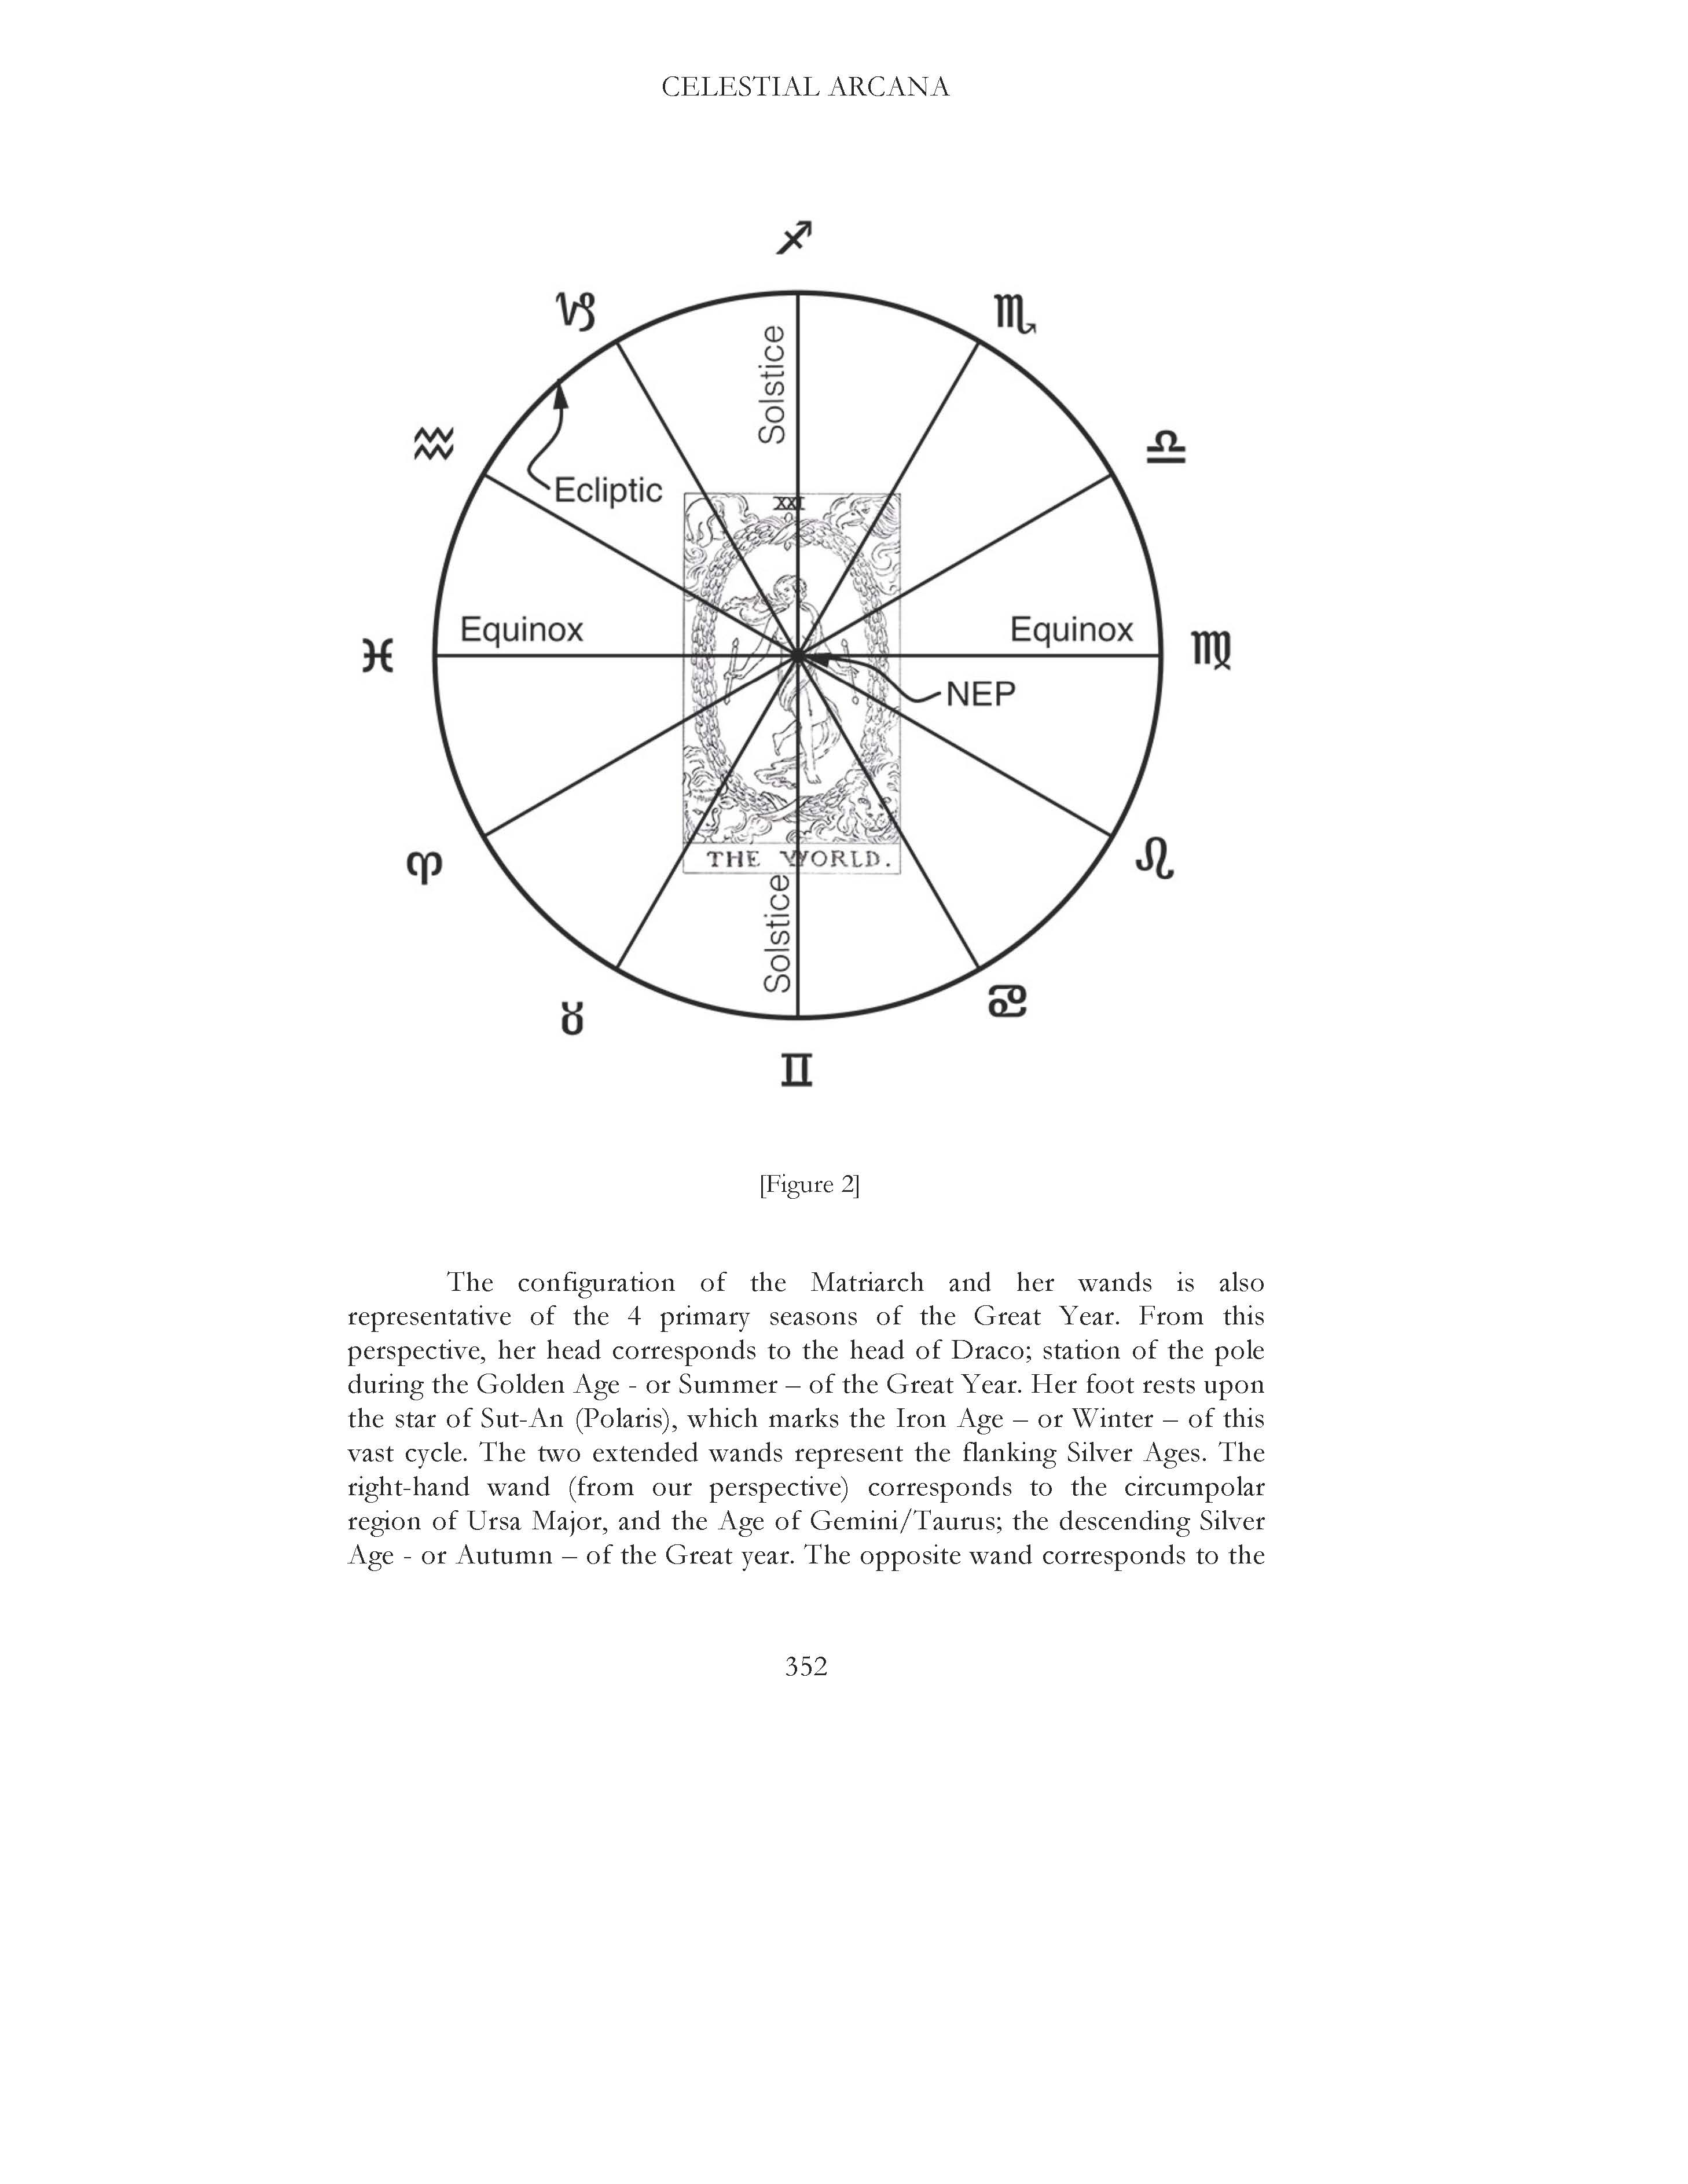 CELESTIAL ARCANA
♐
♑
♏
Solstice
♒
♎
Ecliptic
XXI
Equinox
Equinox
♓
♍
NEP
♈
♌
THE WORLD.
Solstice
♉
♋
♊
[Figure 2]
The configuration of the Matriarch and her wands is also
representative of the 4 primary seasons of the Great Year. From this
perspective, her head corresponds to the head of Draco; station of the pole
during the Golden Age - or Summer – of the Great Year. Her foot rests upon
the star of Sut-An (Polaris), which marks the Iron Age – or Winter – of this
vast cycle. The two extended wands represent the flanking Silver Ages. The
right-hand wand (from our perspective) corresponds to the circumpolar
region of Ursa Major, and the Age of Gemini/Taurus; the descending Silver
Age - or Autumn – of the Great year. The opposite wand corresponds to the
352